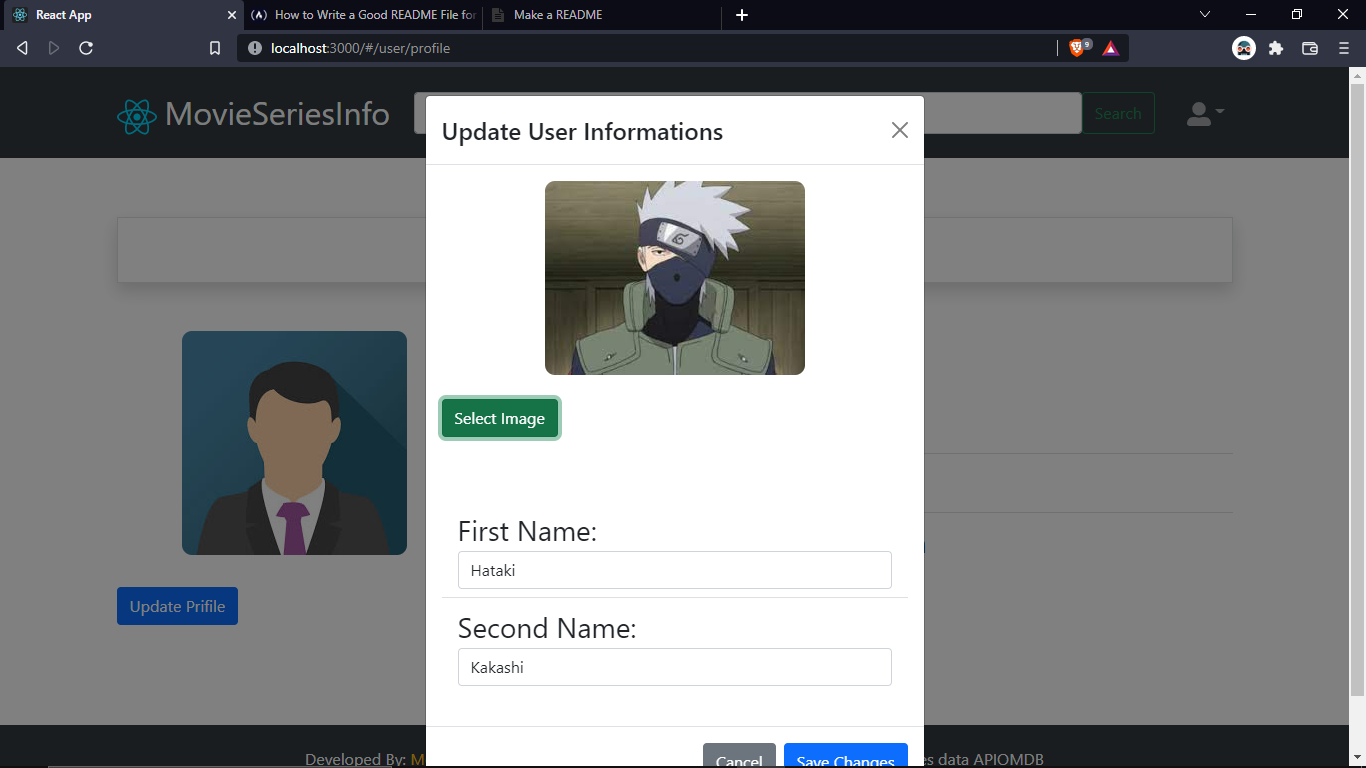 React App
How to Write a Good README File for
Make a README
localhost:3000/#/user/profile
9
MovieSeriesInfo
Search
Update User Informations
Select Image
First Name:
Hataki
Update Prifile
Second Name:
Kakashi
Cancel
Save Changes
Developed By: M
es data APIOMDB